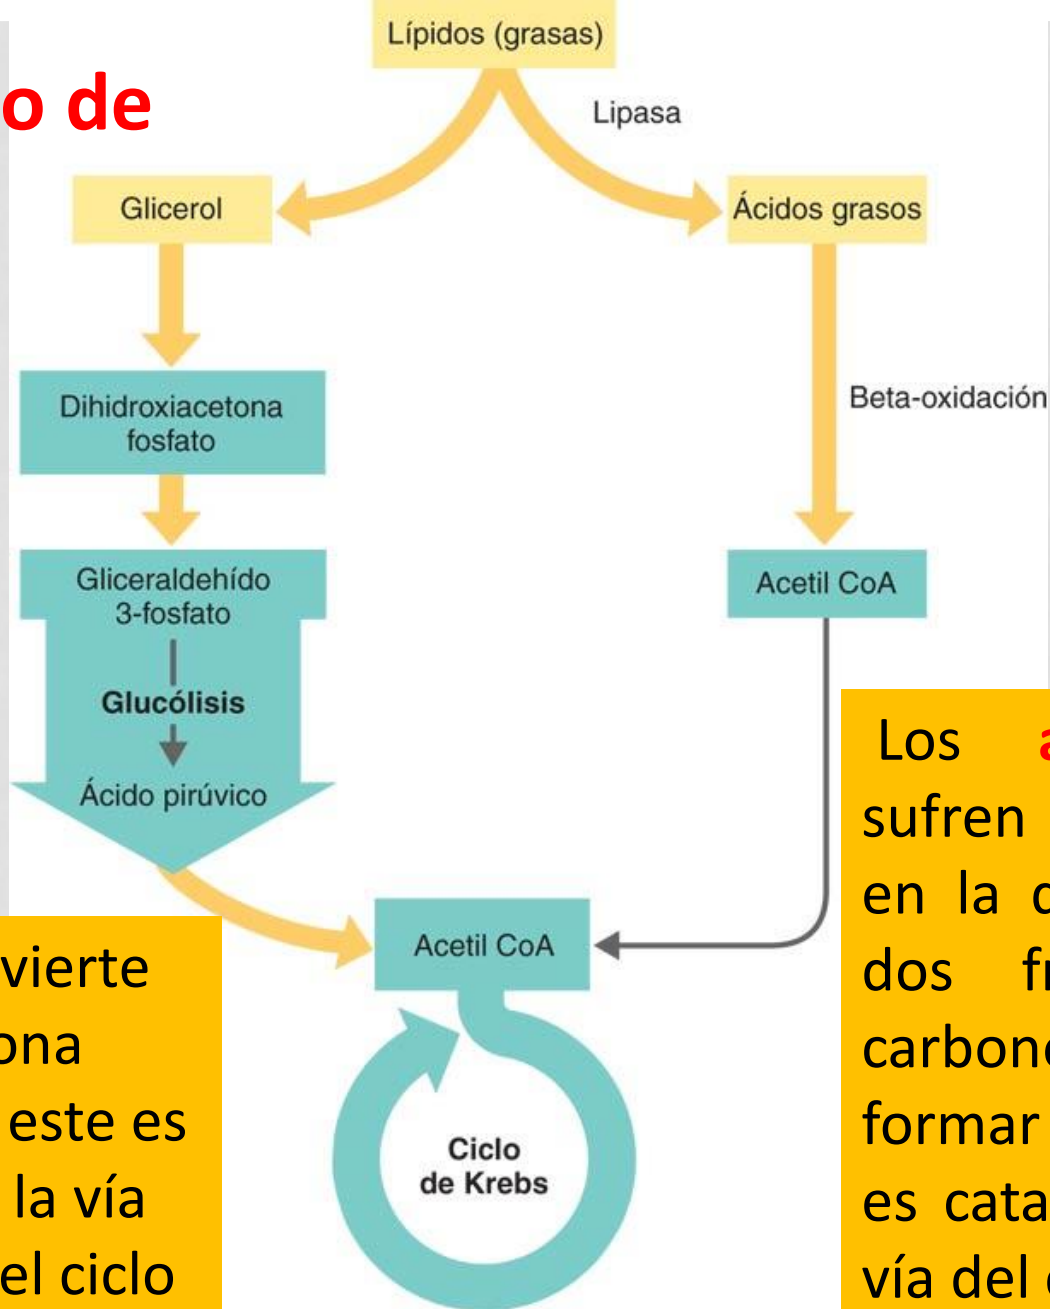 Lípidos (grasas)
o de
Lipasa
Glicerol
Ácidos grasos
Dihidroxiacetona
fosfato
Beta-oxidación
Gliceraldehído
3-fosfato
Acetil CoA
Glucólisis
Ácido pirúvico
Acetil CoA
Ciclo
de Krebs
vierte
ona
este es
la vía
el ciclo
Los
sufren
en la
dos
carbon
formar
es cata
vía del